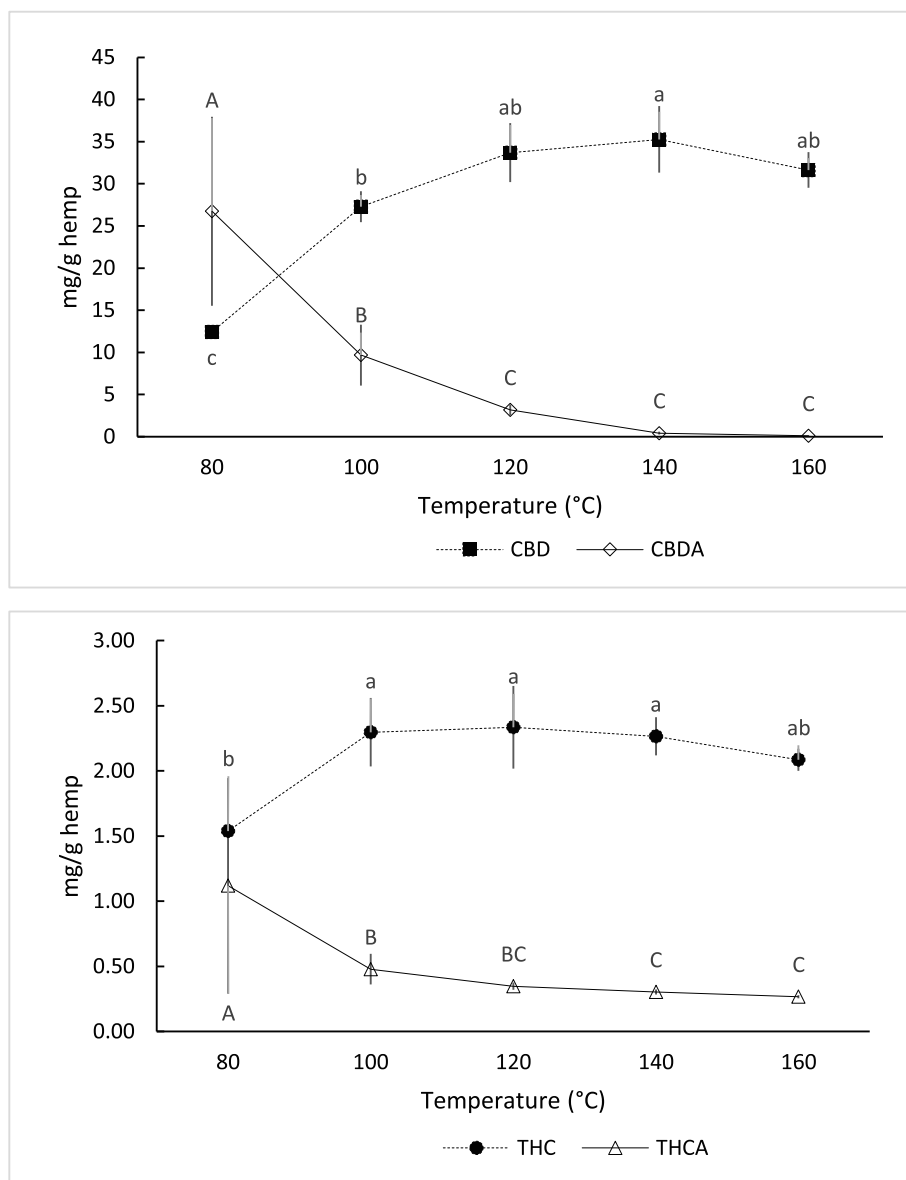 45
40
35
30
25
20
15
10
5
0
mg/g hemp
A
c
b
B
ab
C
a
C
ab
C
80 100 120 140 160
Temperature (°C)
CBD CBDA
3.00
2.50
2.00
1.50
1.00
0.50
0.00
mg/g hemp
b
A
a
B
a
BC
a
C
ab
C
80 100 120 140 160
Temperature (°C)
THC THCA